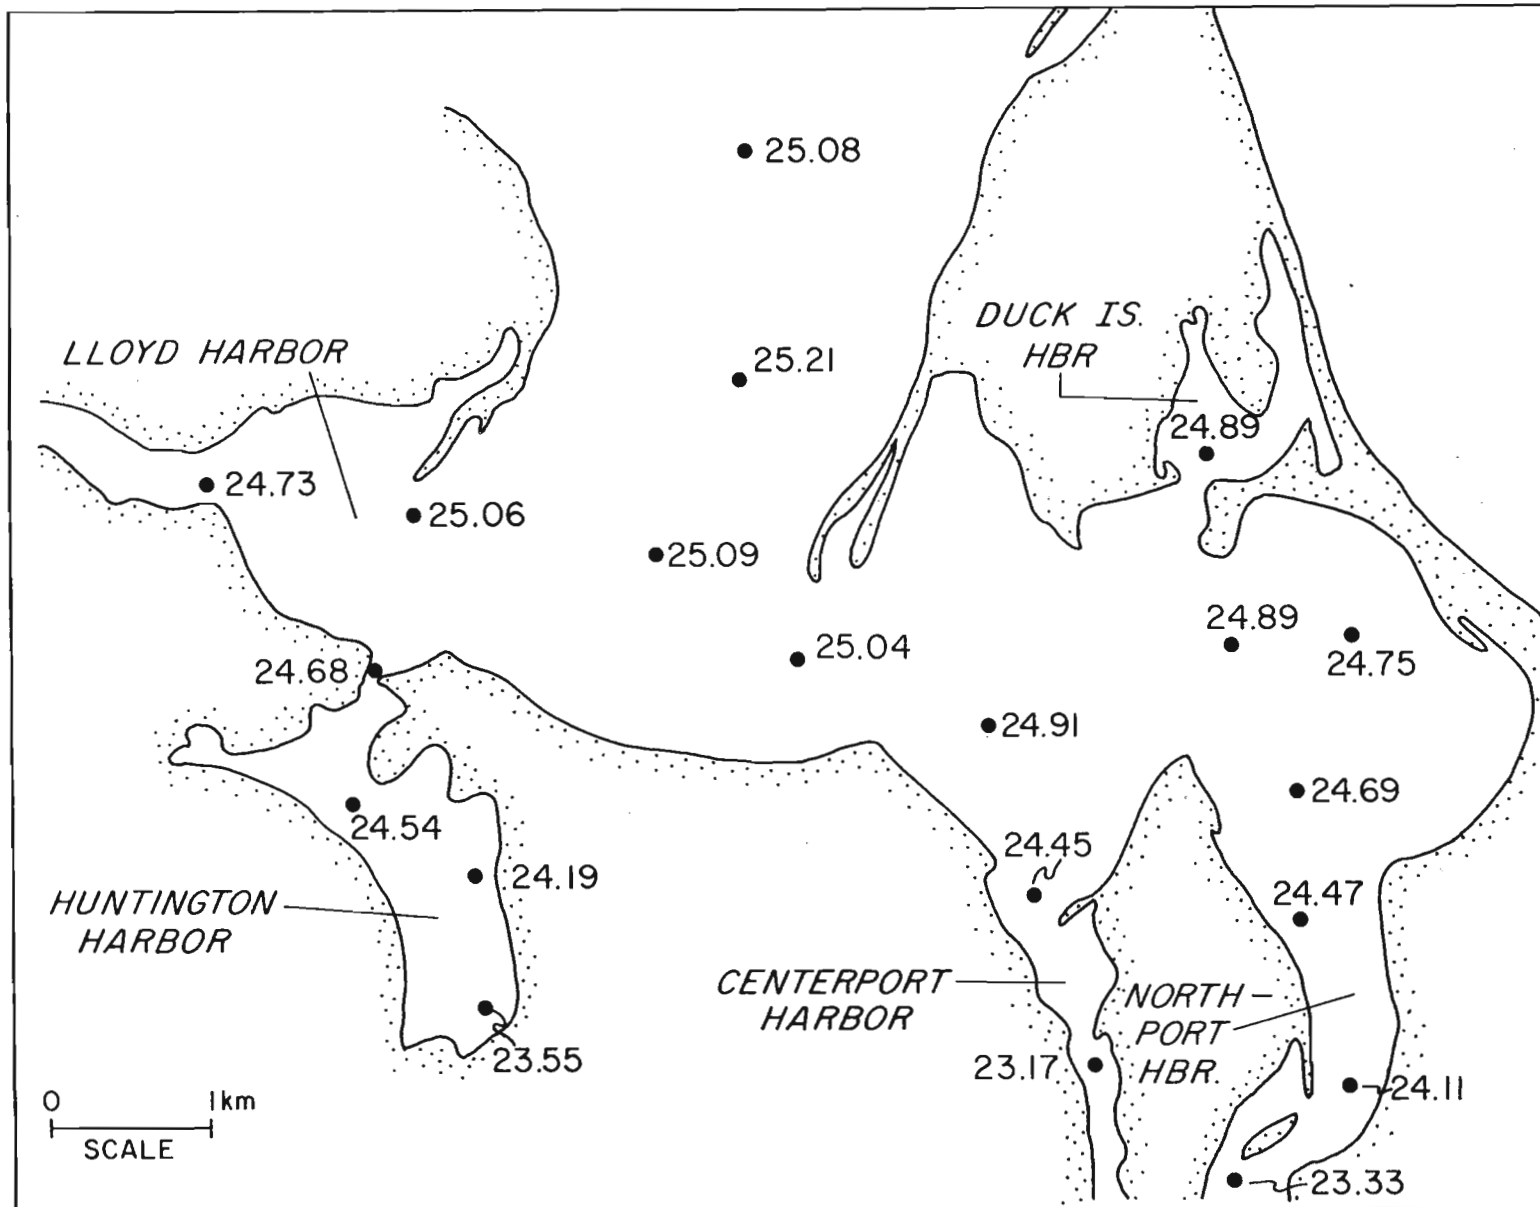 25.08
25.21
DUCK IS.
HBR
LLOYD HARBOR
24.89
24.73
25.06
25.09
24.89
24.75
25.04
24.68
24.91
24.69
24.54
24.45
24.19
24.47
HUNTINGTON
HARBOR
CENTERPORT
HARBOR
NORTH-
PORT
HBR.
23.55
23.17
24.11
0 1km
SCALE
23.33